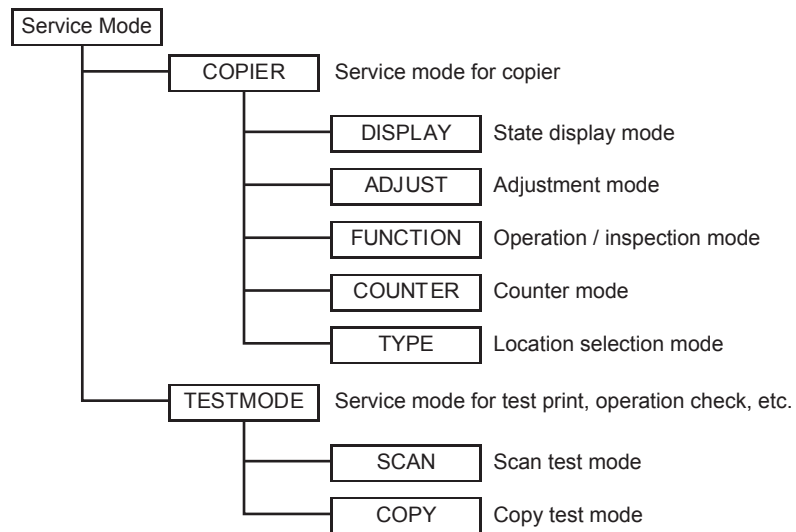 Service Mode
COPIER Service mode for copier
DISPLAY State display mode
ADJUST Adjustment mode
FUNCTION Operation / inspection mode
COUNTER Counter mode
TYPE Location selection mode
TESTMODE Service mode for test print, operation check, etc.
SCAN Scan test mode
COPY Copy test mode